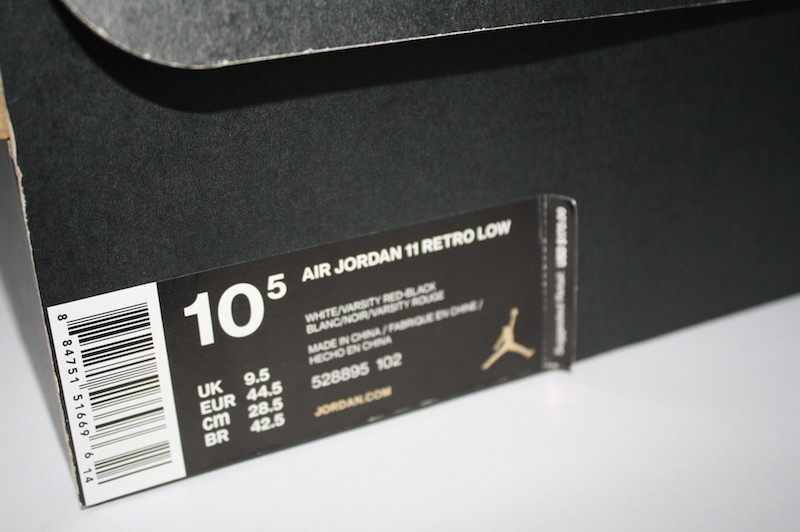 10⁵
AIR JORDAN 11 RETRO LOW
WHITE/VARSITY RED-BLACK
BLANC/NOIR/VARSITY ROUGE
MADE IN CHINA / FABRIQUE EN CHINE /
HECHO EN CHINA
528895 102
JORDAN.COM
UK 9.5
EUR 44.5
cm 28.5
BR 42.5
8 84751 51669 6 14